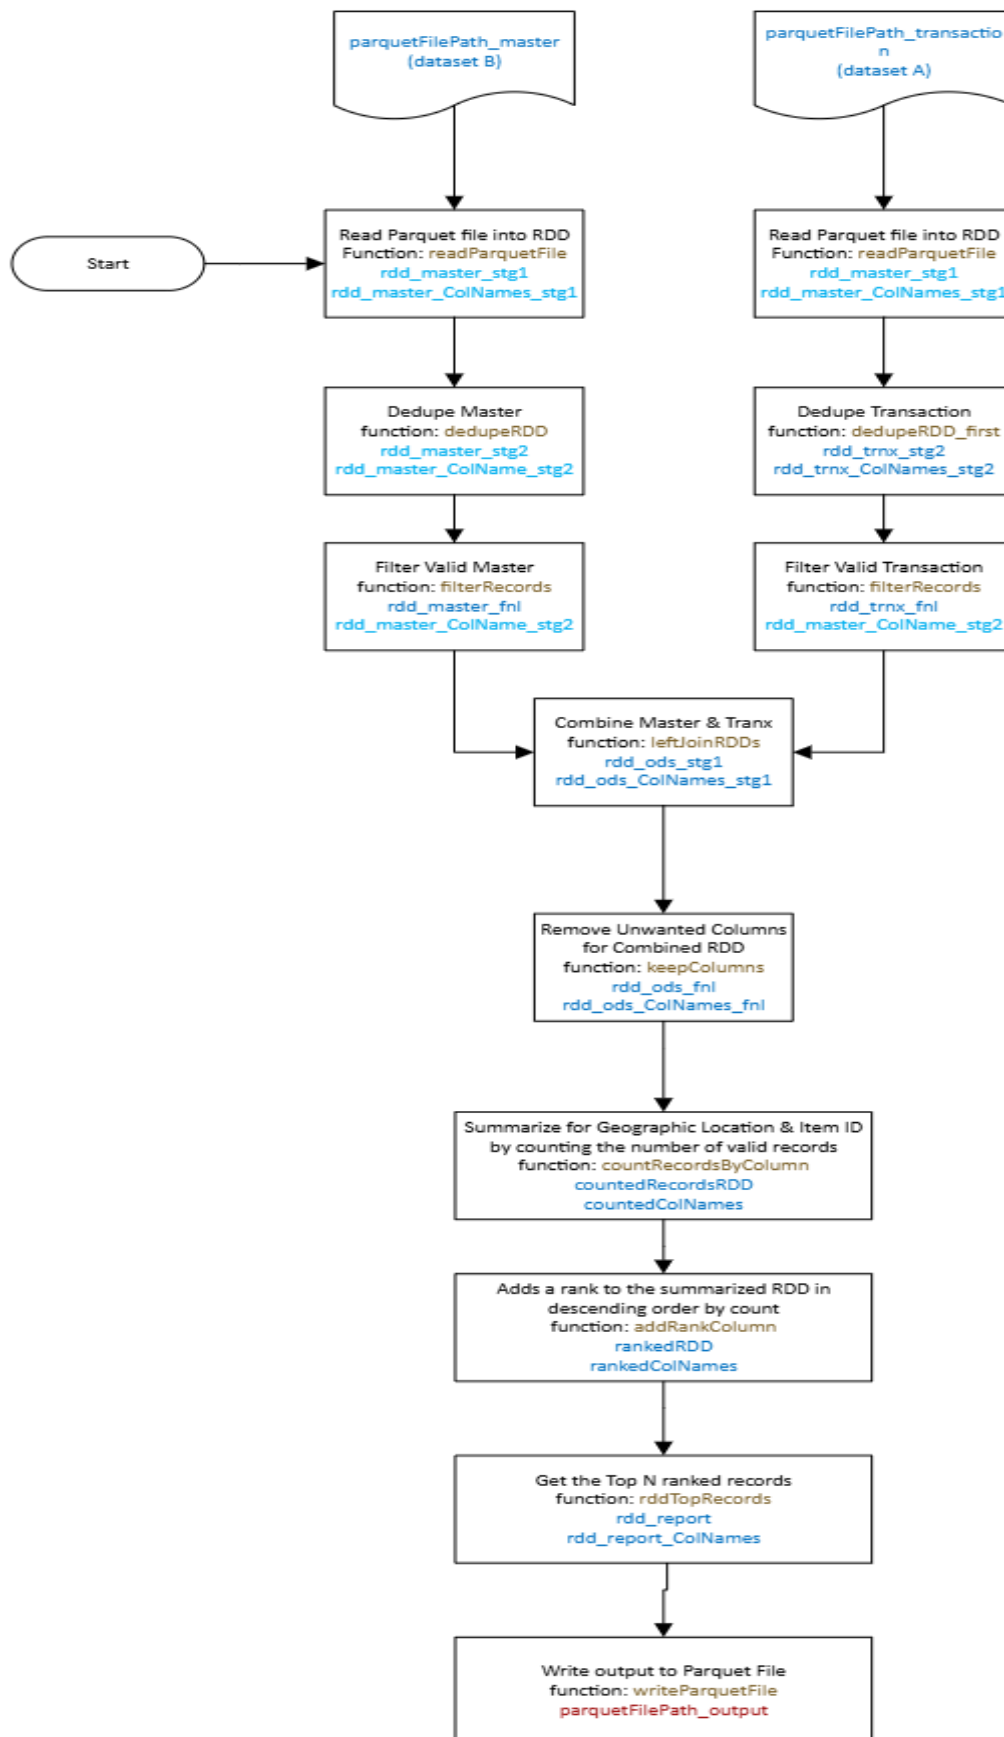 parquetFilePath_master
(dataset B)
parquetFilePath_transactio
n
(dataset A)
Start
Read Parquet file into RDD
Function: readParquetFile
rdd_master_stg1
rdd_master_ColNames_stg1
Read Parquet file into RDD
Function: readParquetFile
rdd_master_stg1
rdd_master_ColNames_stg1
Dedupe Master
function: dedupeRDD
rdd_master_stg2
rdd_master_ColName_stg2
Dedupe Transaction
function: dedupeRDD_first
rdd_trnx_stg2
rdd_trnx_ColNames_stg2
Filter Valid Master
function: filterRecords
rdd_master_fnl
rdd_master_ColName_stg2
Filter Valid Transaction
function: filterRecords
rdd_trnx_fnl
rdd_master_ColName_stg2
Combine Master & Tranx
function: leftJoinRDDs
rdd_ods_stg1
rdd_ods_ColNames_stg1
Remove Unwanted Columns
for Combined RDD
function: keepColumns
rdd_ods_fnl
rdd_ods_ColNames_fnl
Summarize for Geographic Location & Item ID
by counting the number of valid records
function: countRecordsByColumn
countedRecordsRDD
countedColNames
Adds a rank to the summarized RDD in
descending order by count
function: addRankColumn
rankedRDD
rankedColNames
Get the Top N ranked records
function: rddTopRecords
rdd_report
rdd_report_ColNames
Write output to Parquet File
function: writeParquetFile
parquetFilePath_output